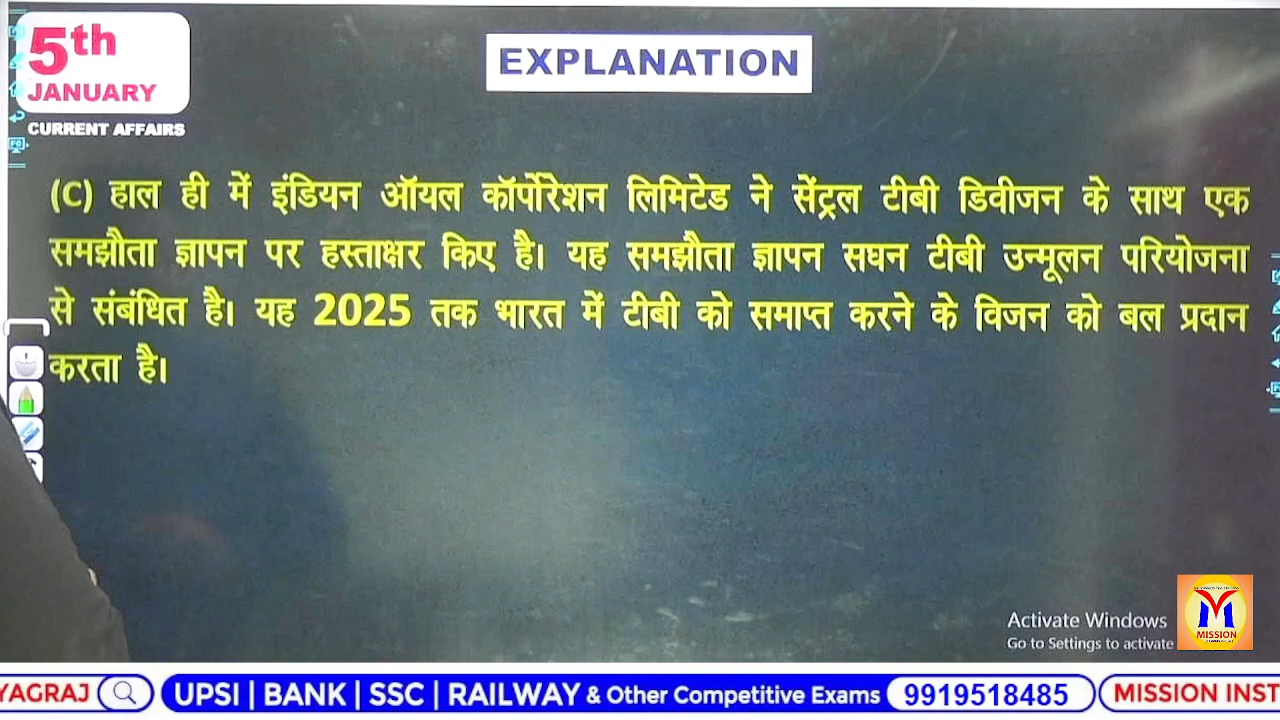 5th
JANUARY
CURRENT AFFAIRS
EXPLANATION
(C) हाल ही में इंडियन ऑयल कॉर्पोरेशन लिमिटेड ने सेंट्रल टीबी डिवीजन के साथ एक
समझौता ज्ञापन पर हस्ताक्षर किए है। यह समझौता ज्ञापन सघन टीबी उन्मूलन परियोजना
से संबंधित है। यह 2025 तक भारत में टीबी को समाप्त करने के विजन को बल प्रदान
करता है।
Activate Windows
Go to Settings to activate
MISSION
YAGRAJ
UPSI | BANK | SSC | RAILWAY & Other Competitive Exams
9919518485
MISSION INST